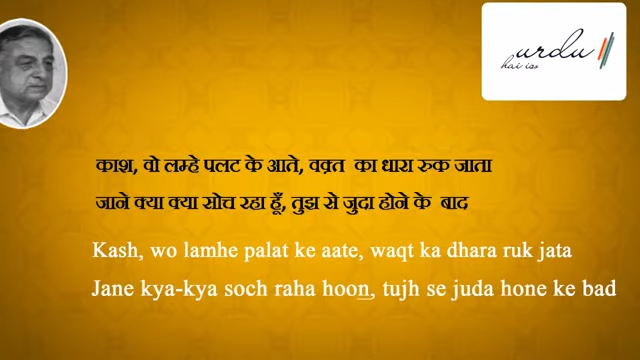 urdu
hai iss
काश, वो लम्हे पलट के आते, वक़्त का धारा रुक जाता
जाने क्या क्या सोच रहा हूँ, तुझ से जुदा होने के बाद
Kash, wo lamhe palat ke aate, waqt ka dhara ruk jata
Jane kya-kya soch raha hoon, tujh se juda hone ke bad